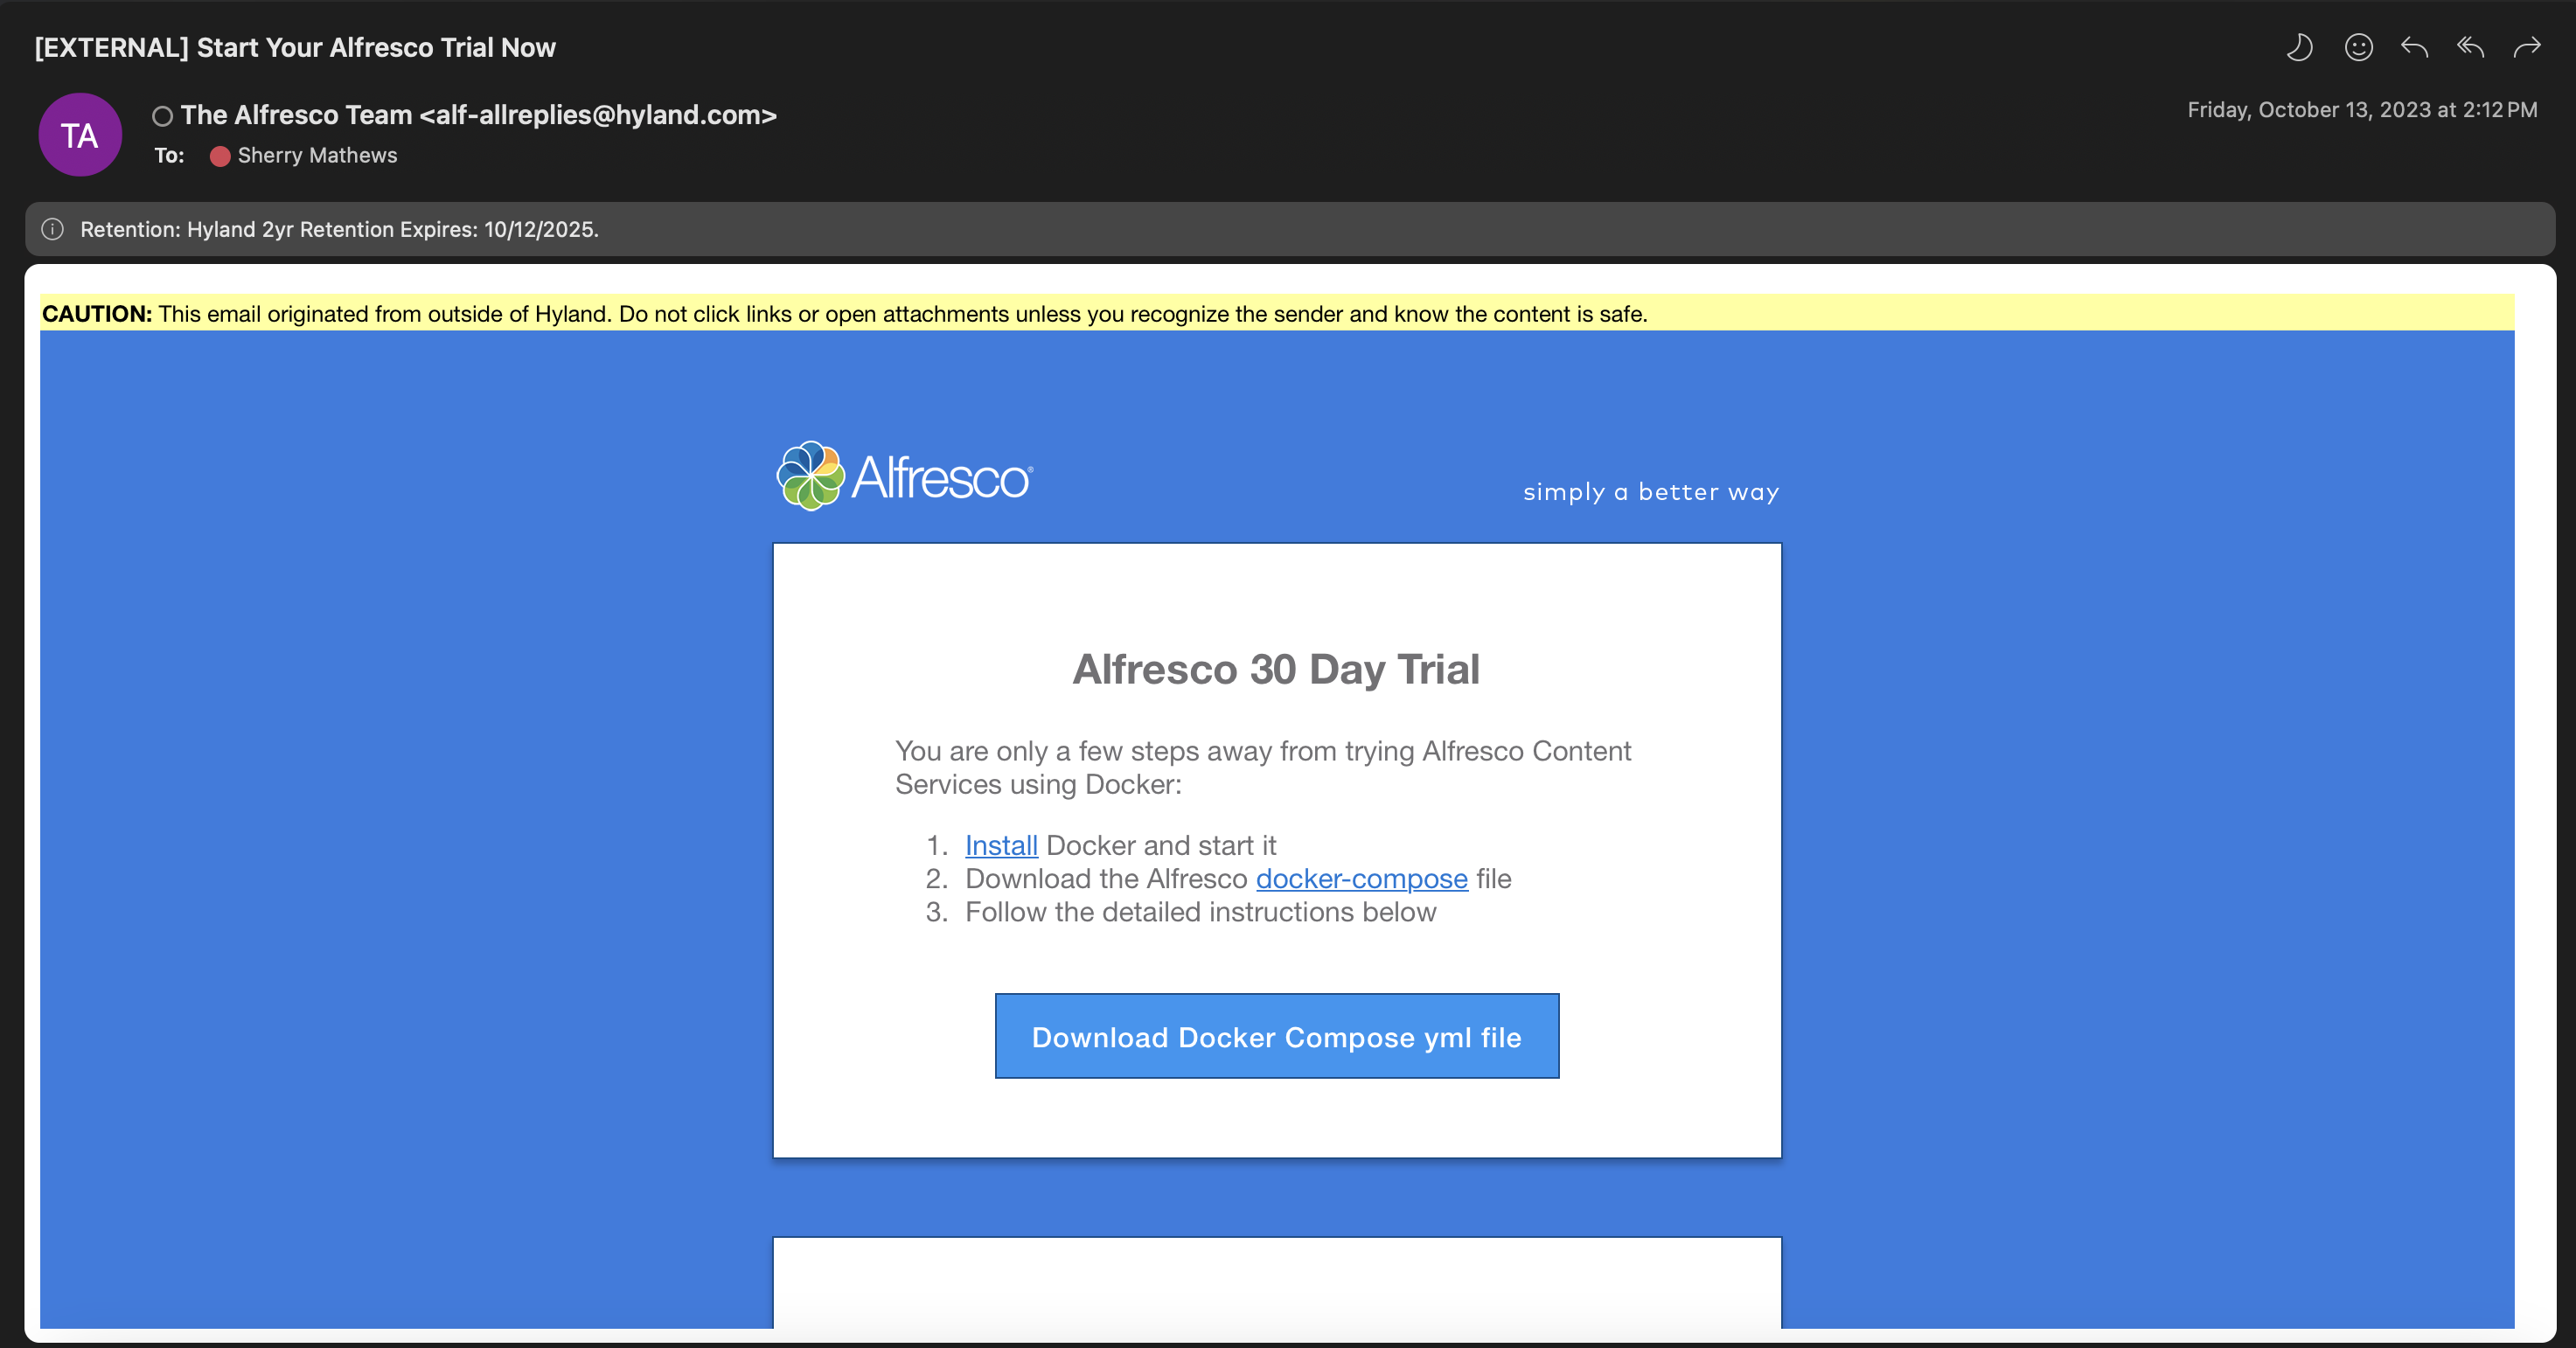 [EXTERNAL] Start Your Alfresco Trial Now
TA
The Alfresco Team <alf-allreplies@hyland.com>
Friday, October 13, 2023 at 2:12 PM
To: Sherry Mathews
Retention: Hyland 2yr Retention Expires: 10/12/2025.
CAUTION: This email originated from outside of Hyland. Do not click links or open attachments unless you recognize the sender and know the content is safe.
Alfresco®
simply a better way
Alfresco 30 Day Trial
You are only a few steps away from trying Alfresco Content
Services using Docker:
1. Install Docker and start it
2. Download the Alfresco docker-compose file
3. Follow the detailed instructions below
Download Docker Compose yml file